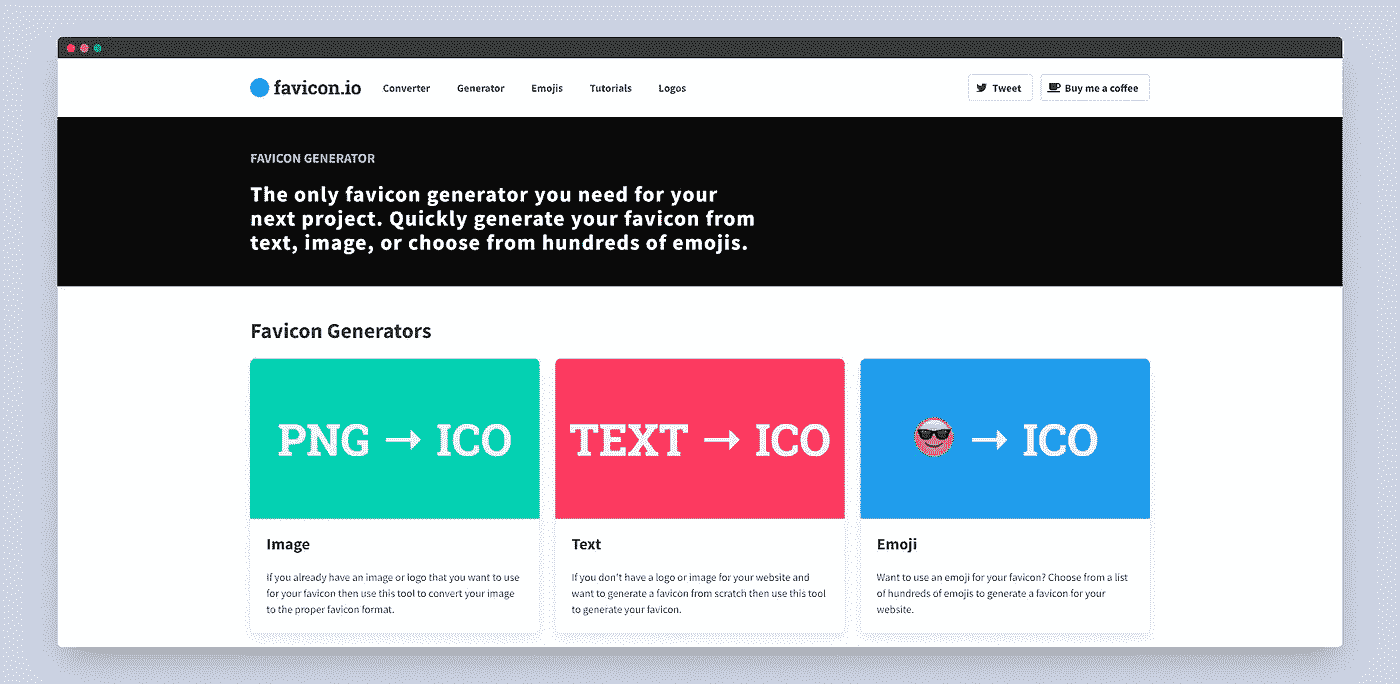 favicon.io Converter Generator Emojis Tutorials Logos Tweet Buy me a coffee
FAVICON GENERATOR
The only favicon generator you need for your
next project. Quickly generate your favicon from
text, image, or choose from hundreds of emojis.
Favicon Generators
PNG → ICO
TEXT → ICO
😎 → ICO
Image
If you already have an image or logo that you want to use
for your favicon then use this tool to convert your image
to the proper favicon format.
Text
If you don't have a logo or image for your website and
want to generate a favicon from scratch then use this tool
to generate your favicon.
Emoji
Want to use an emoji for your favicon? Choose from a list
of hundreds of emojis to generate a favicon for your
website.